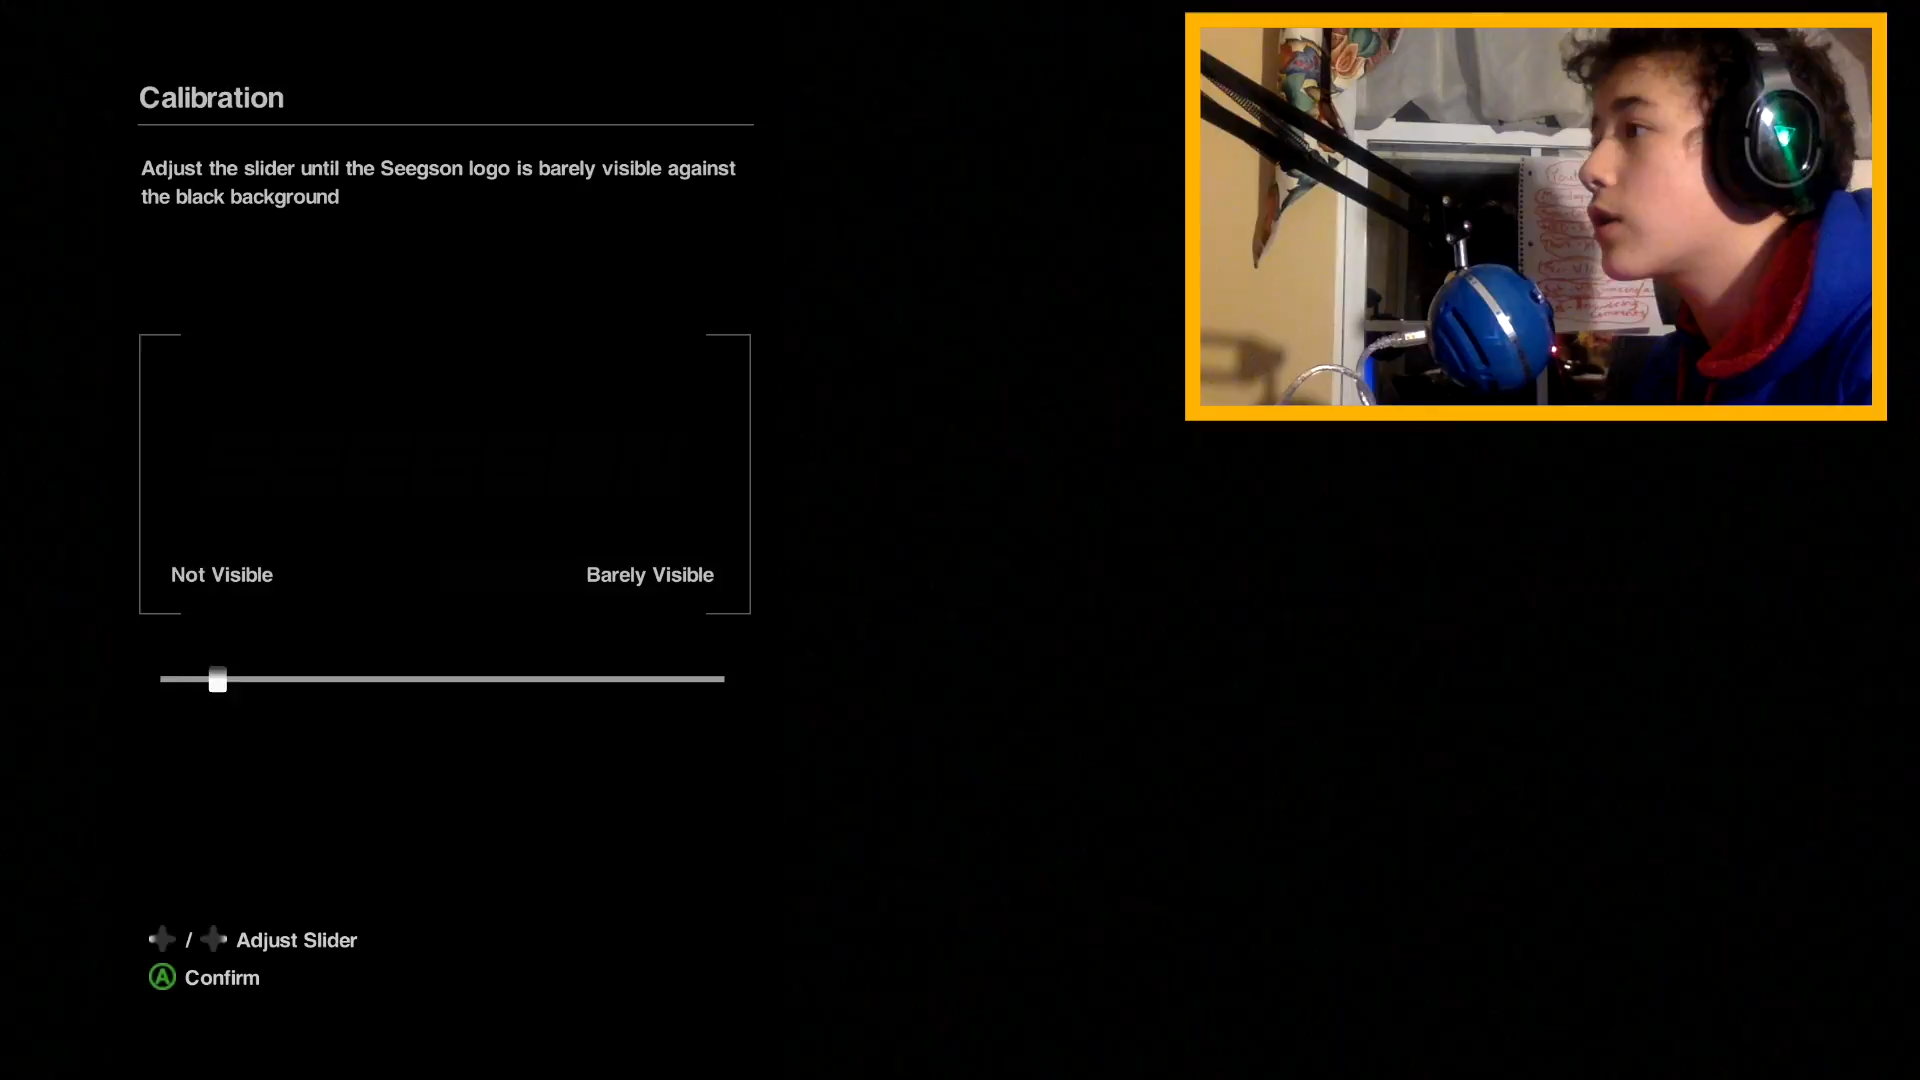 Calibration
Adjust the slider until the Seegson logo is barely visible against
the black background
SEEGSON
Not Visible
Barely Visible
/ Adjust Slider
A Confirm